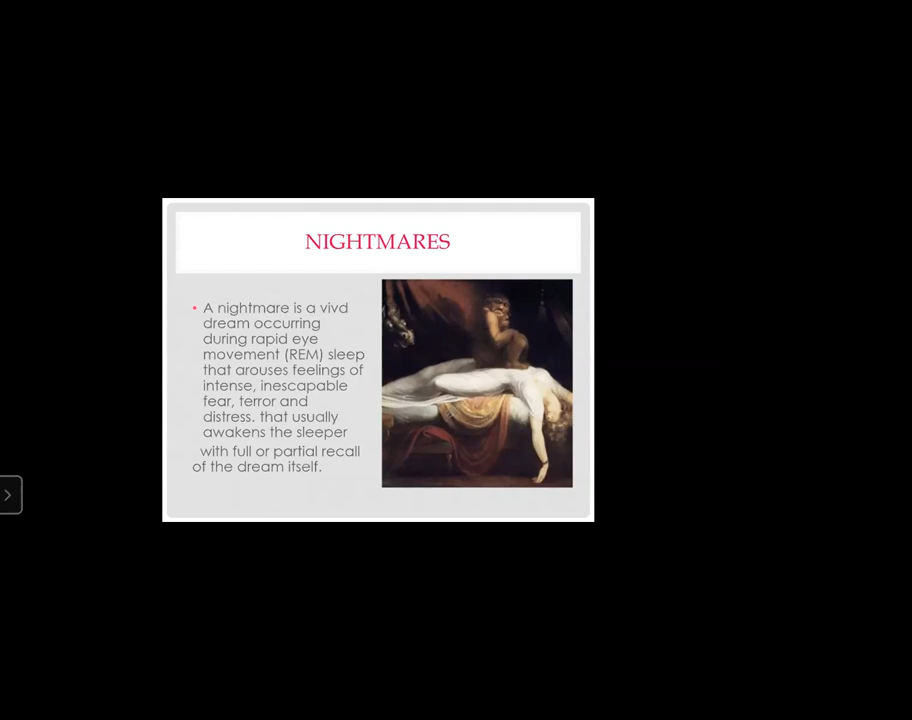 NIGHTMARES
• A nightmare is a vivd
dream occurring
during rapid eye
movement (REM) sleep
that arouses feelings of
intense, inescapable
fear, terror and
distress. that usually
awakens the sleeper
with full or partial recall
of the dream itself.